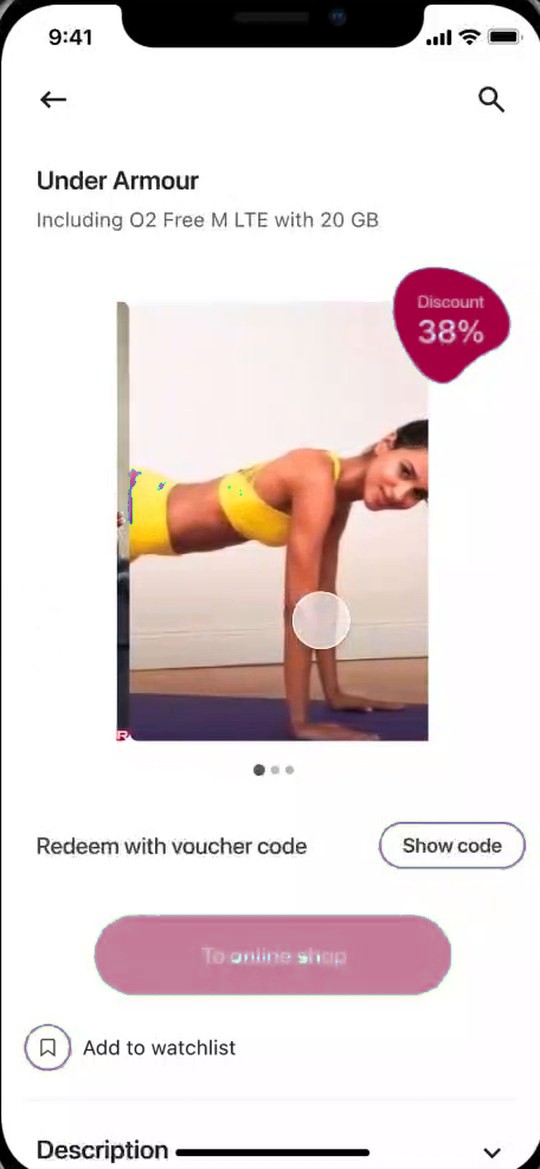 9:41
Under Armour
Including O2 Free M LTE with 20 GB
Discount
38%
R
Redeem with voucher code
Show code
To online shop
Add to watchlist
Description